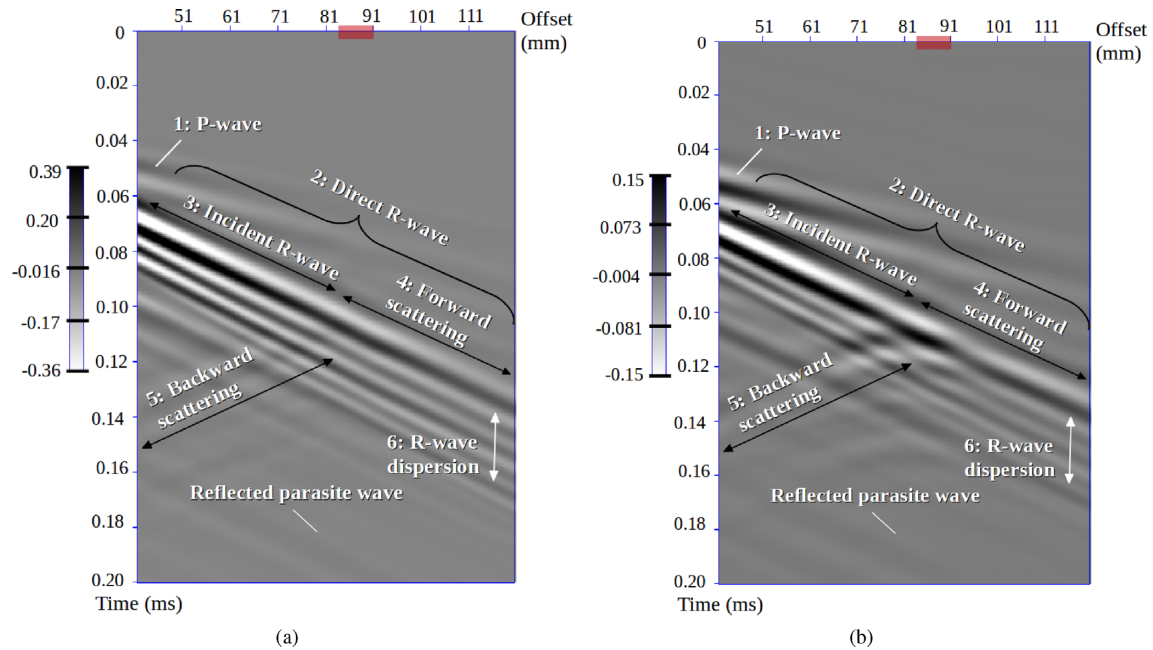 51 61 71 81 91 101 111 Offset
(mm)
0
0.02
0.04
0.06
0.08
0.10
0.12
0.14
0.16
0.18
0.20
Time (ms)
0.39
0.20
-0.016
-0.17
-0.36
1: P-wave
2: Direct R-wave
3: Incident R-wave
4: Forward
scattering
5: Backward
scattering
6: R-wave
dispersion
Reflected parasite wave
(a)
51 61 71 81 91 101 111 Offset
(mm)
0
0.02
0.04
0.06
0.08
0.10
0.12
0.14
0.16
0.18
0.20
Time (ms)
0.15
0.073
-0.004
-0.081
-0.15
1: P-wave
2: Direct R-wave
3: Incident R-wave
4: Forward
scattering
5: Backward
scattering
6: R-wave
dispersion
Reflected parasite wave
(b)